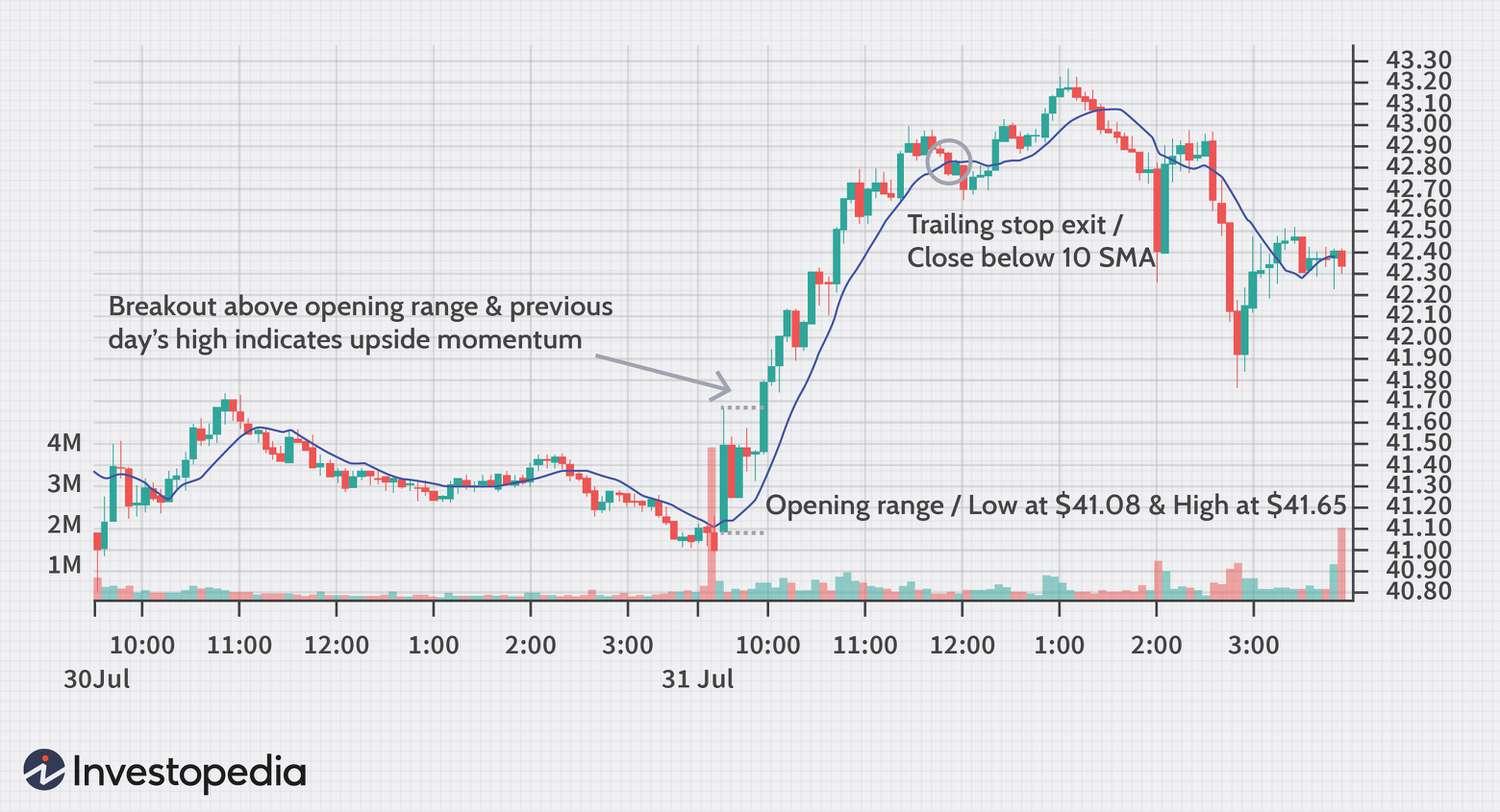 43.30
43.20
43.10
43.00
42.90
42.80
42.70
42.60
Trailing stop exit /
42.50
Close below 10 SMA
42.40
42.30
Breakout above opening range & previous
42.20
42.10
day's high indicates upside momentum
42.00
41.90
41.80
41.70
41.60
4M
41.50
41.40
3M
41.30
Opening range / Low at $41.08 & High at $41.65
41.20
2M
41.10
41.00
1M
40.90
40.80
10:00 11:00 12:00 1:00 2:00 3:00 10:00 11:00 12:00 1:00 2:00 3:00
30Jul 31 Jul
Investopedia